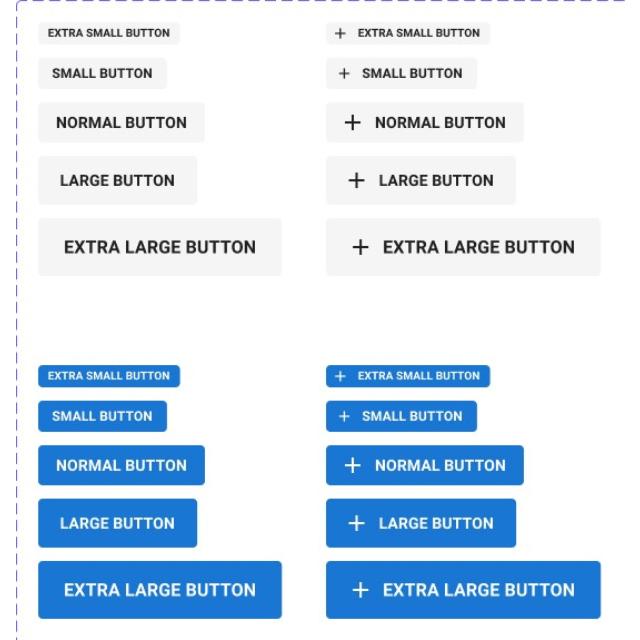 EXTRA SMALL BUTTON
+ EXTRA SMALL BUTTON
SMALL BUTTON
+ SMALL BUTTON
NORMAL BUTTON
+ NORMAL BUTTON
LARGE BUTTON
+ LARGE BUTTON
EXTRA LARGE BUTTON
+ EXTRA LARGE BUTTON
EXTRA SMALL BUTTON
+ EXTRA SMALL BUTTON
SMALL BUTTON
+ SMALL BUTTON
NORMAL BUTTON
+ NORMAL BUTTON
LARGE BUTTON
+ LARGE BUTTON
EXTRA LARGE BUTTON
+ EXTRA LARGE BUTTON